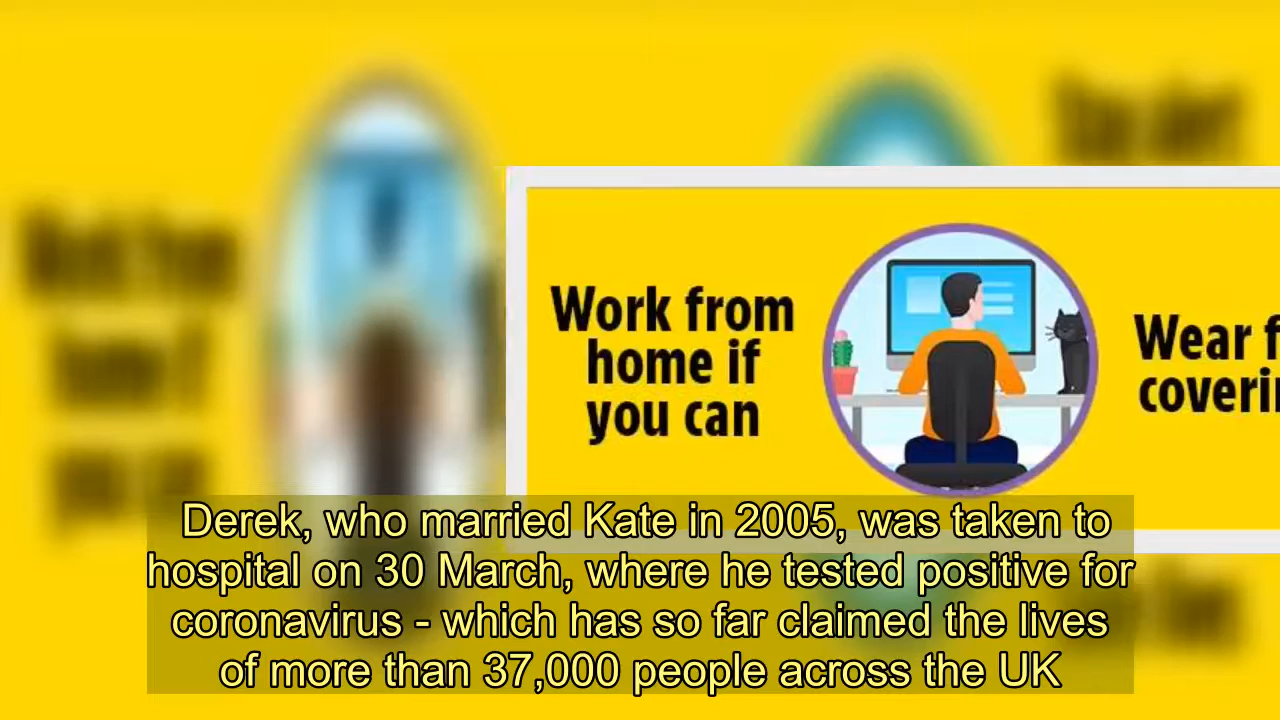 Work from
home if
you can
Wear f
coverin
Derek, who married Kate in 2005, was taken to
hospital on 30 March, where he tested positive for
coronavirus - which has so far claimed the lives
of more than 37,000 people across the UK